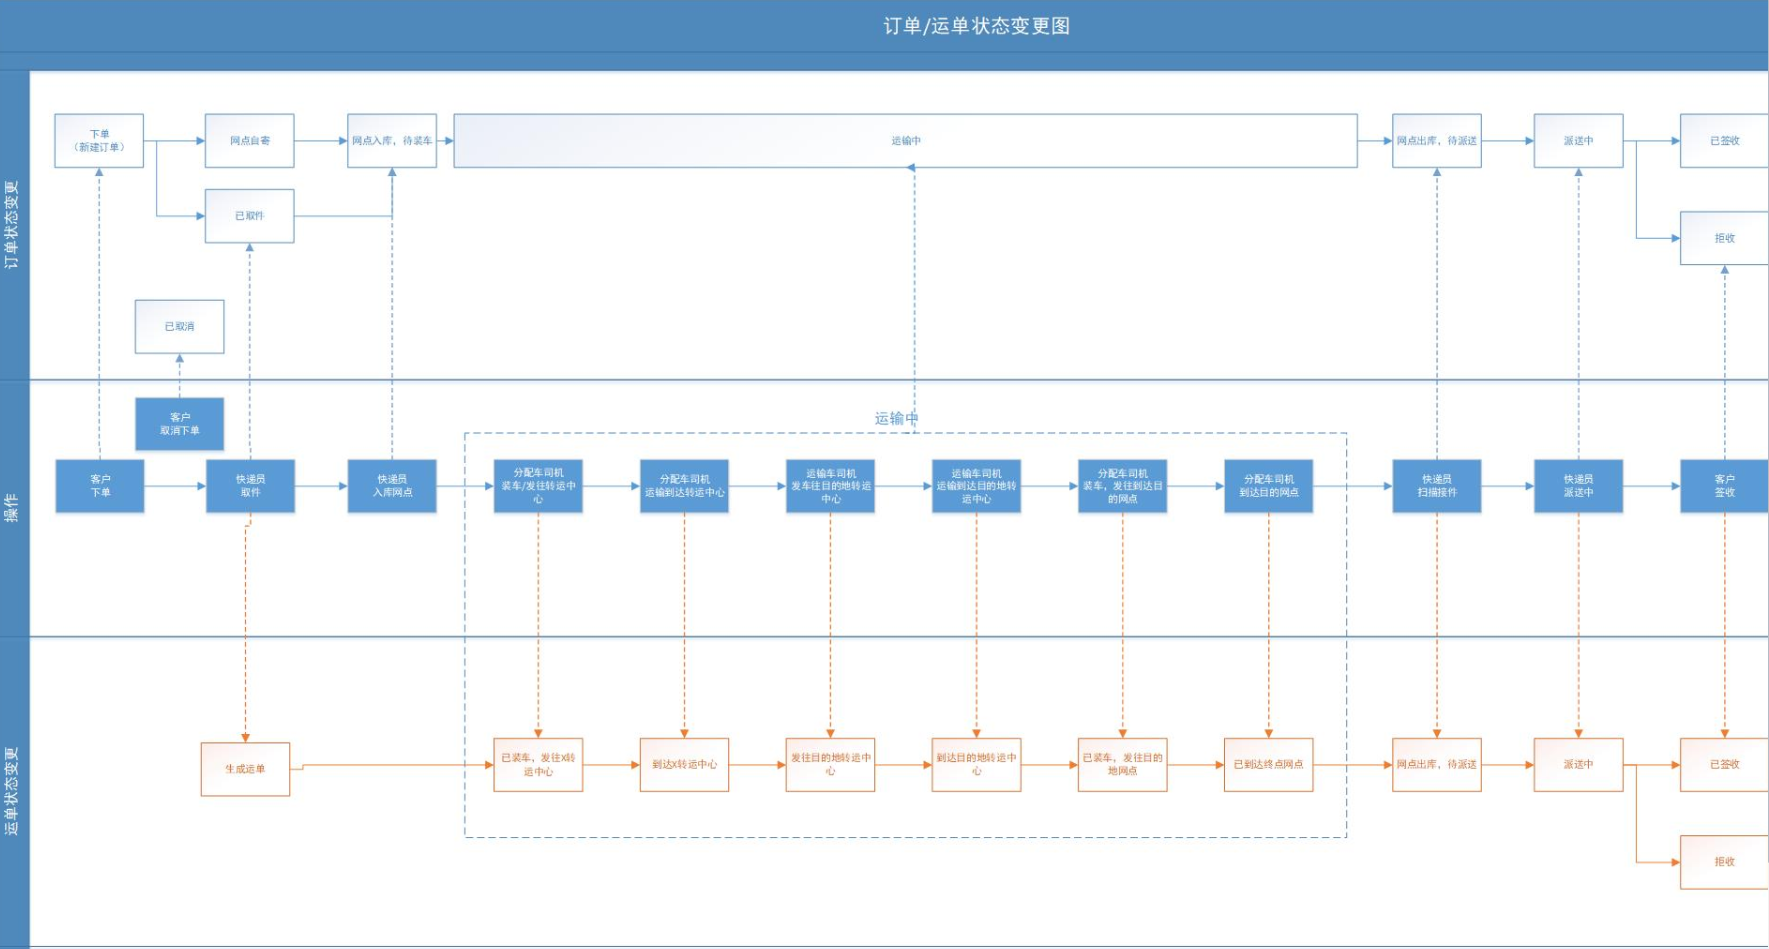 订单/运单状态变更图
订单状态变更
下单
（新建订单）
网点自寄
网点入库，待装车
运输中
网点出库，待派送
派送中
已签收
已取件
拒收
已取消
操作
客户
取消下单
运输中
客户
下单
快递员
取件
快递员
入库网点
分配车司机
装车/发往转运中
心
分配车司机
运输到达转运中心
运输车司机
发车往目的地转运
中心
运输车司机
运输到达目的地转
运中心
分配车司机
装车，发往到达目
的网点
分配车司机
到达目的网点
快递员
扫描接件
快递员
派送中
客户
签收
运单状态变更
生成运单
已装车，发往X转
运中心
到达X转运中心
发往目的地转运中
心
到达目的地转运中
心
已装车，发往目的
地网点
已到达终点网点
网点出库，待派送
派送中
已签收
拒收